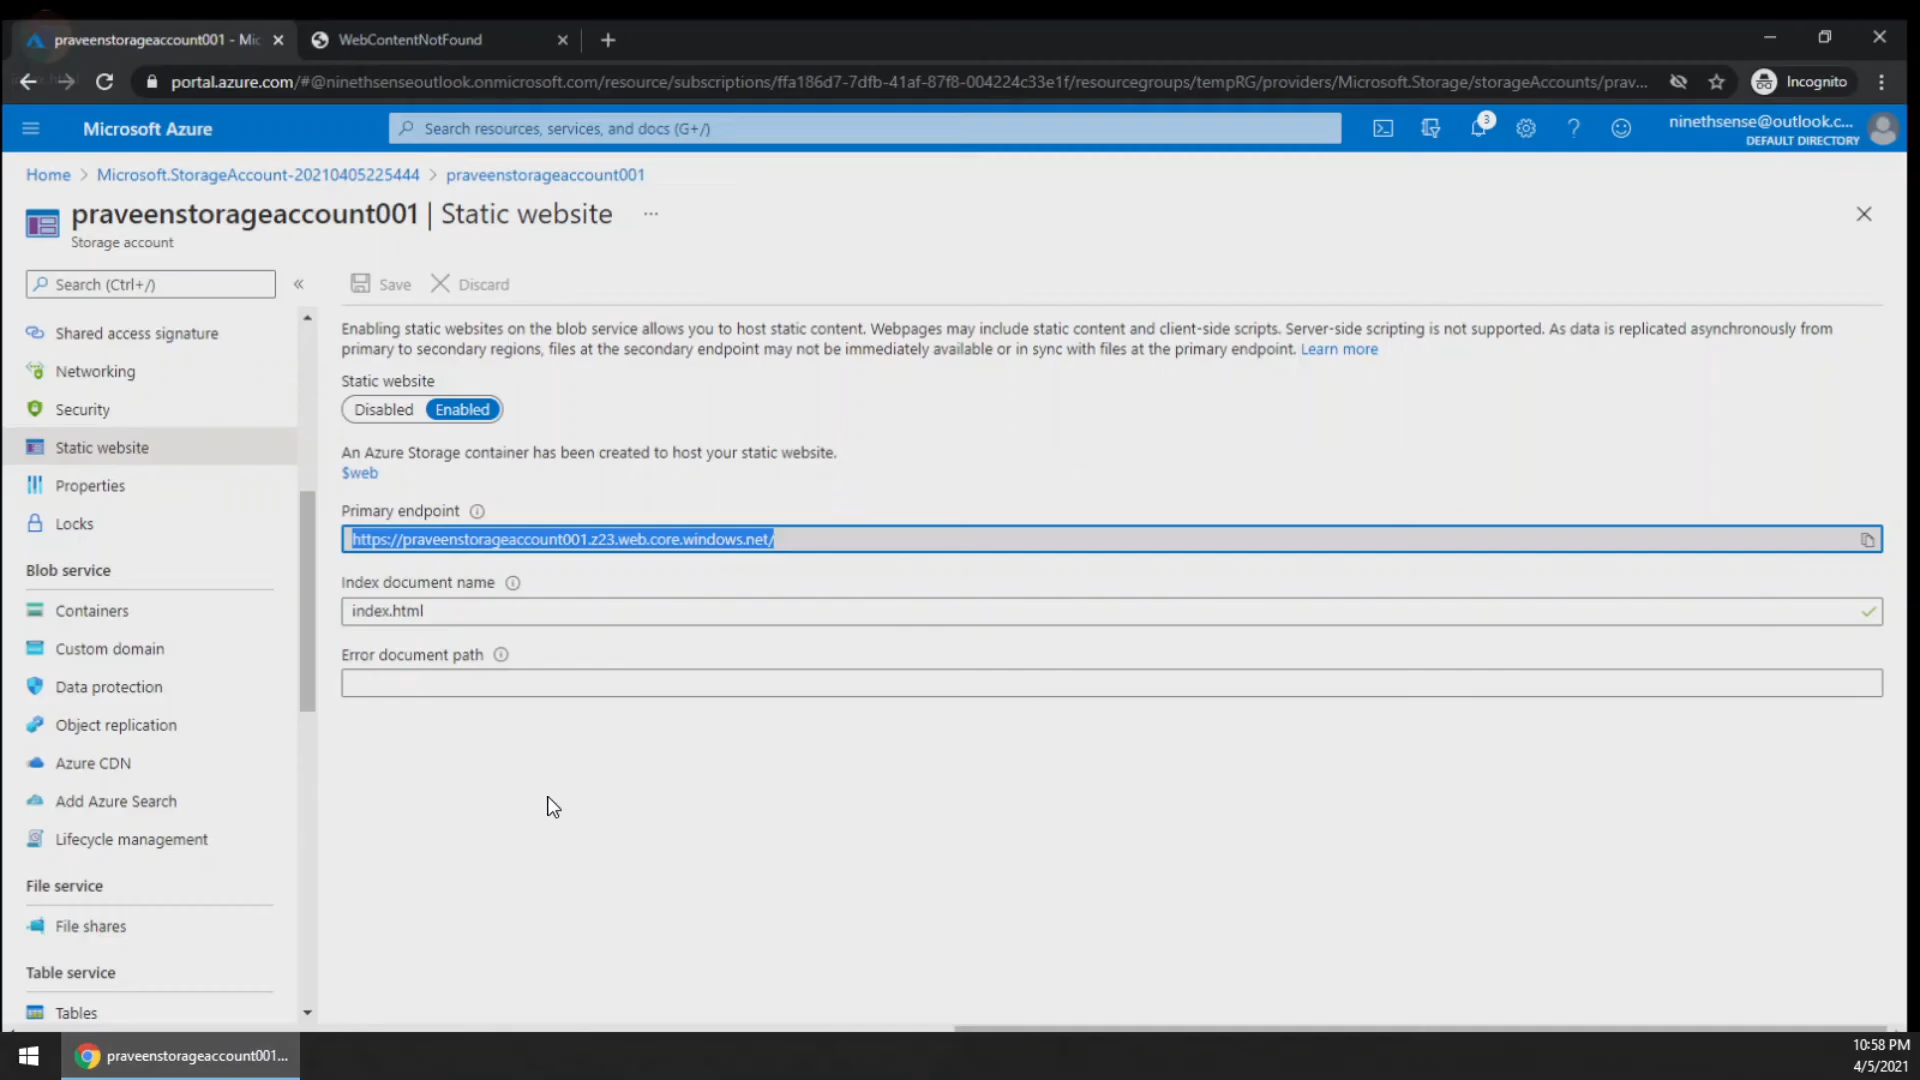 praveenstorageaccount001 - Mic
WebContentNotFound
portal.azure.com/#@ninethsenseoutlook.onmicrosoft.com/resource/subscriptions/ffa186d7-7dfb-41af-87f8-004224c33e1f/resourcegroups/tempRG/providers/Microsoft.Storage/storageAccounts/prav...
Incognito
Microsoft Azure
Search resources, services, and docs (G+/)
3
ninethsense@outlook.c...
DEFAULT DIRECTORY
Home > Microsoft.StorageAccount-20210405225444 > praveenstorageaccount001
praveenstorageaccount001 | Static website ...
Storage account
Search (Ctrl+/)
«
Save
Discard
Shared access signature
Networking
Security
Static website
Properties
Locks
Blob service
Containers
Custom domain
Data protection
Object replication
Azure CDN
Add Azure Search
Lifecycle management
File service
File shares
Table service
Tables
Enabling static websites on the blob service allows you to host static content. Webpages may include static content and client-side scripts. Server-side scripting is not supported. As data is replicated asynchronously from
primary to secondary regions, files at the secondary endpoint may not be immediately available or in sync with files at the primary endpoint. Learn more
Static website
Disabled Enabled
An Azure Storage container has been created to host your static website.
$web
Primary endpoint
https://praveenstorageaccount001.z23.web.core.windows.net/
Index document name
index.html
Error document path
praveenstorageaccount001...
10:58 PM
4/5/2021